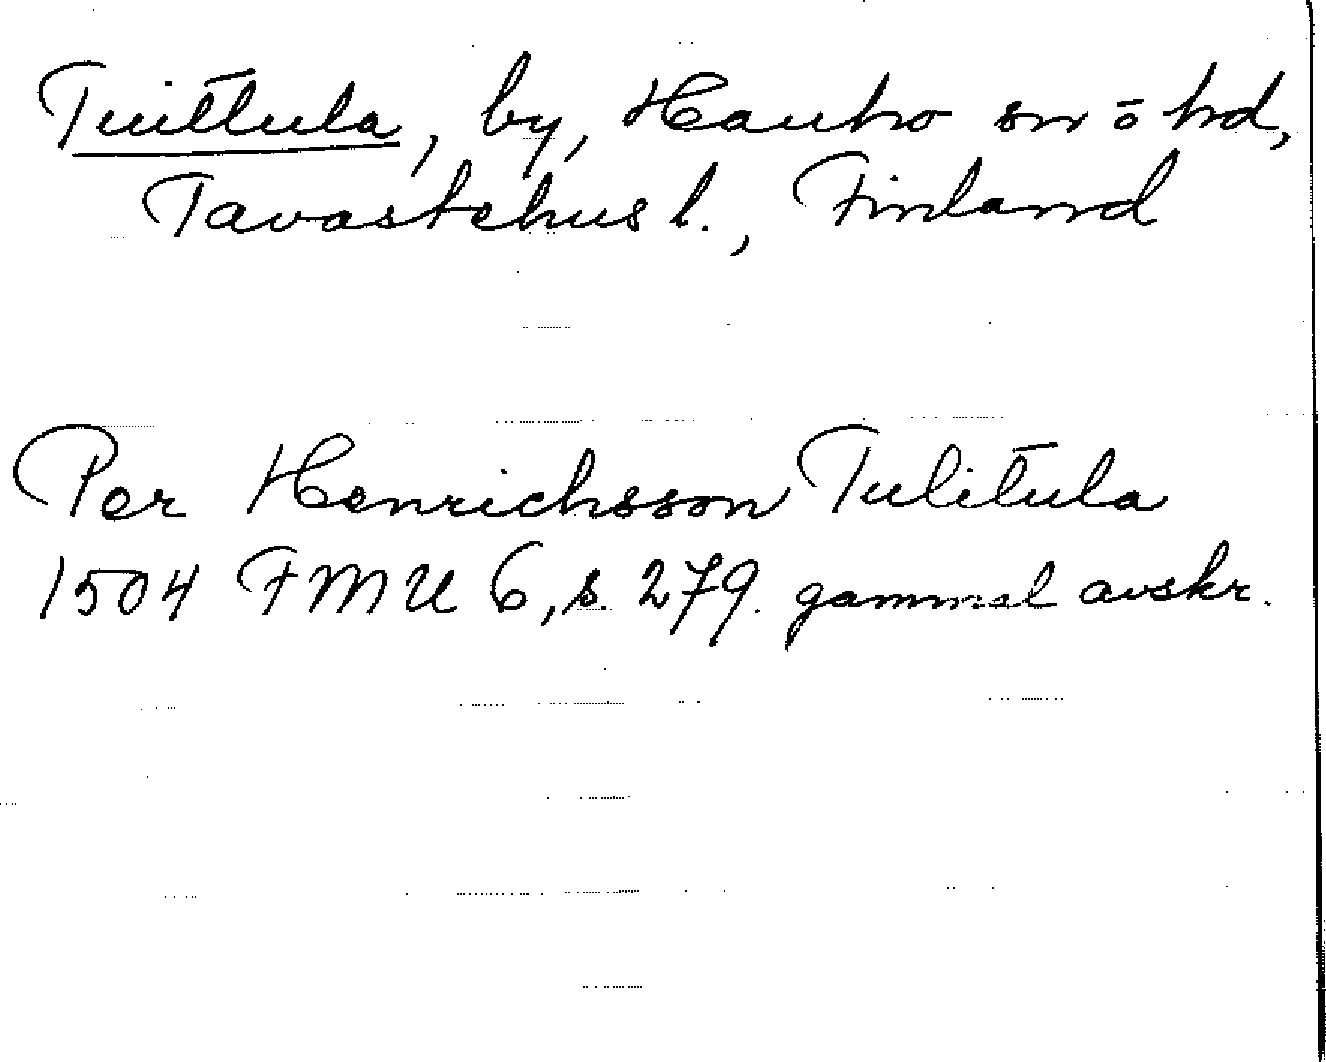 Tuittula, by, Hauho sn ō hd,
Tavastehus l., Finland
Per Henrichsson Tulitula
1504 FMU 6, s. 279. gammal avskr.